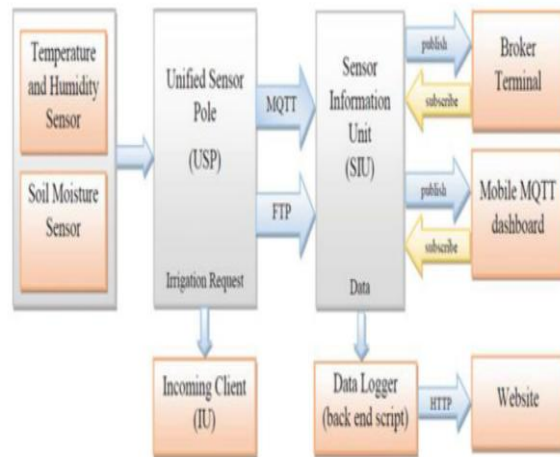 Temperature
and Humidity
Sensor
Soil Moisture
Sensor
Unified Sensor
Pole
(USP)
Irrigation Request
MQTT
FTP
Sensor
Information
Unit
(SIU)
Data
publish
subscribe
publish
subscribe
Broker
Terminal
Mobile MQTT
dashboard
Incoming Client
(IU)
Data Logger
(back end script)
HTTP
Website